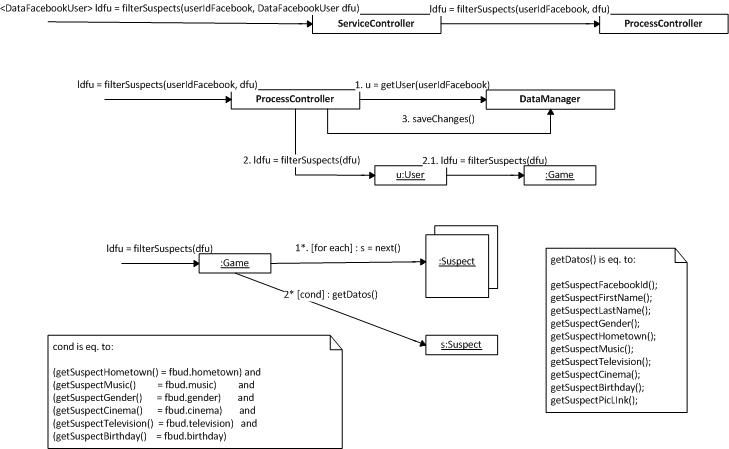 <DataFacebookUser> ldfu = filterSuspects(userIdFacebook, DataFacebookUser dfu)
ldfu = filterSuspects(userIdFacebook, dfu)
ServiceController
ProcessController
ldfu = filterSuspects(userIdFacebook, dfu)
1. u = getUser(userIdFacebook)
ProcessController
DataManager
3. saveChanges()
2. ldfu = filterSuspects(dfu)
2.1. ldfu = filterSuspects(dfu)
u:User
:Game
ldfu = filterSuspects(dfu)
1*. [for each] : s = next()
:Game
:Suspect
2* [cond] : getDatos()
s:Suspect
getDatos() is eq. to:
getSuspectFacebookId();
getSuspectFirstName();
getSuspectLastName();
getSuspectGender();
getSuspectHometown();
getSuspectMusic();
getSuspectTelevision();
getSuspectCinema();
getSuspectBirthday();
getSuspectPicLInk();
cond is eq. to:
(getSuspectHometown() = fbud.hometown) and
(getSuspectMusic() = fbud.music) and
(getSuspectGender() = fbud.gender) and
(getSuspectCinema() = fbud.cinema) and
(getSuspectTelevision() = fbud.television) and
(getSuspectBirthday() = fbud.birthday)